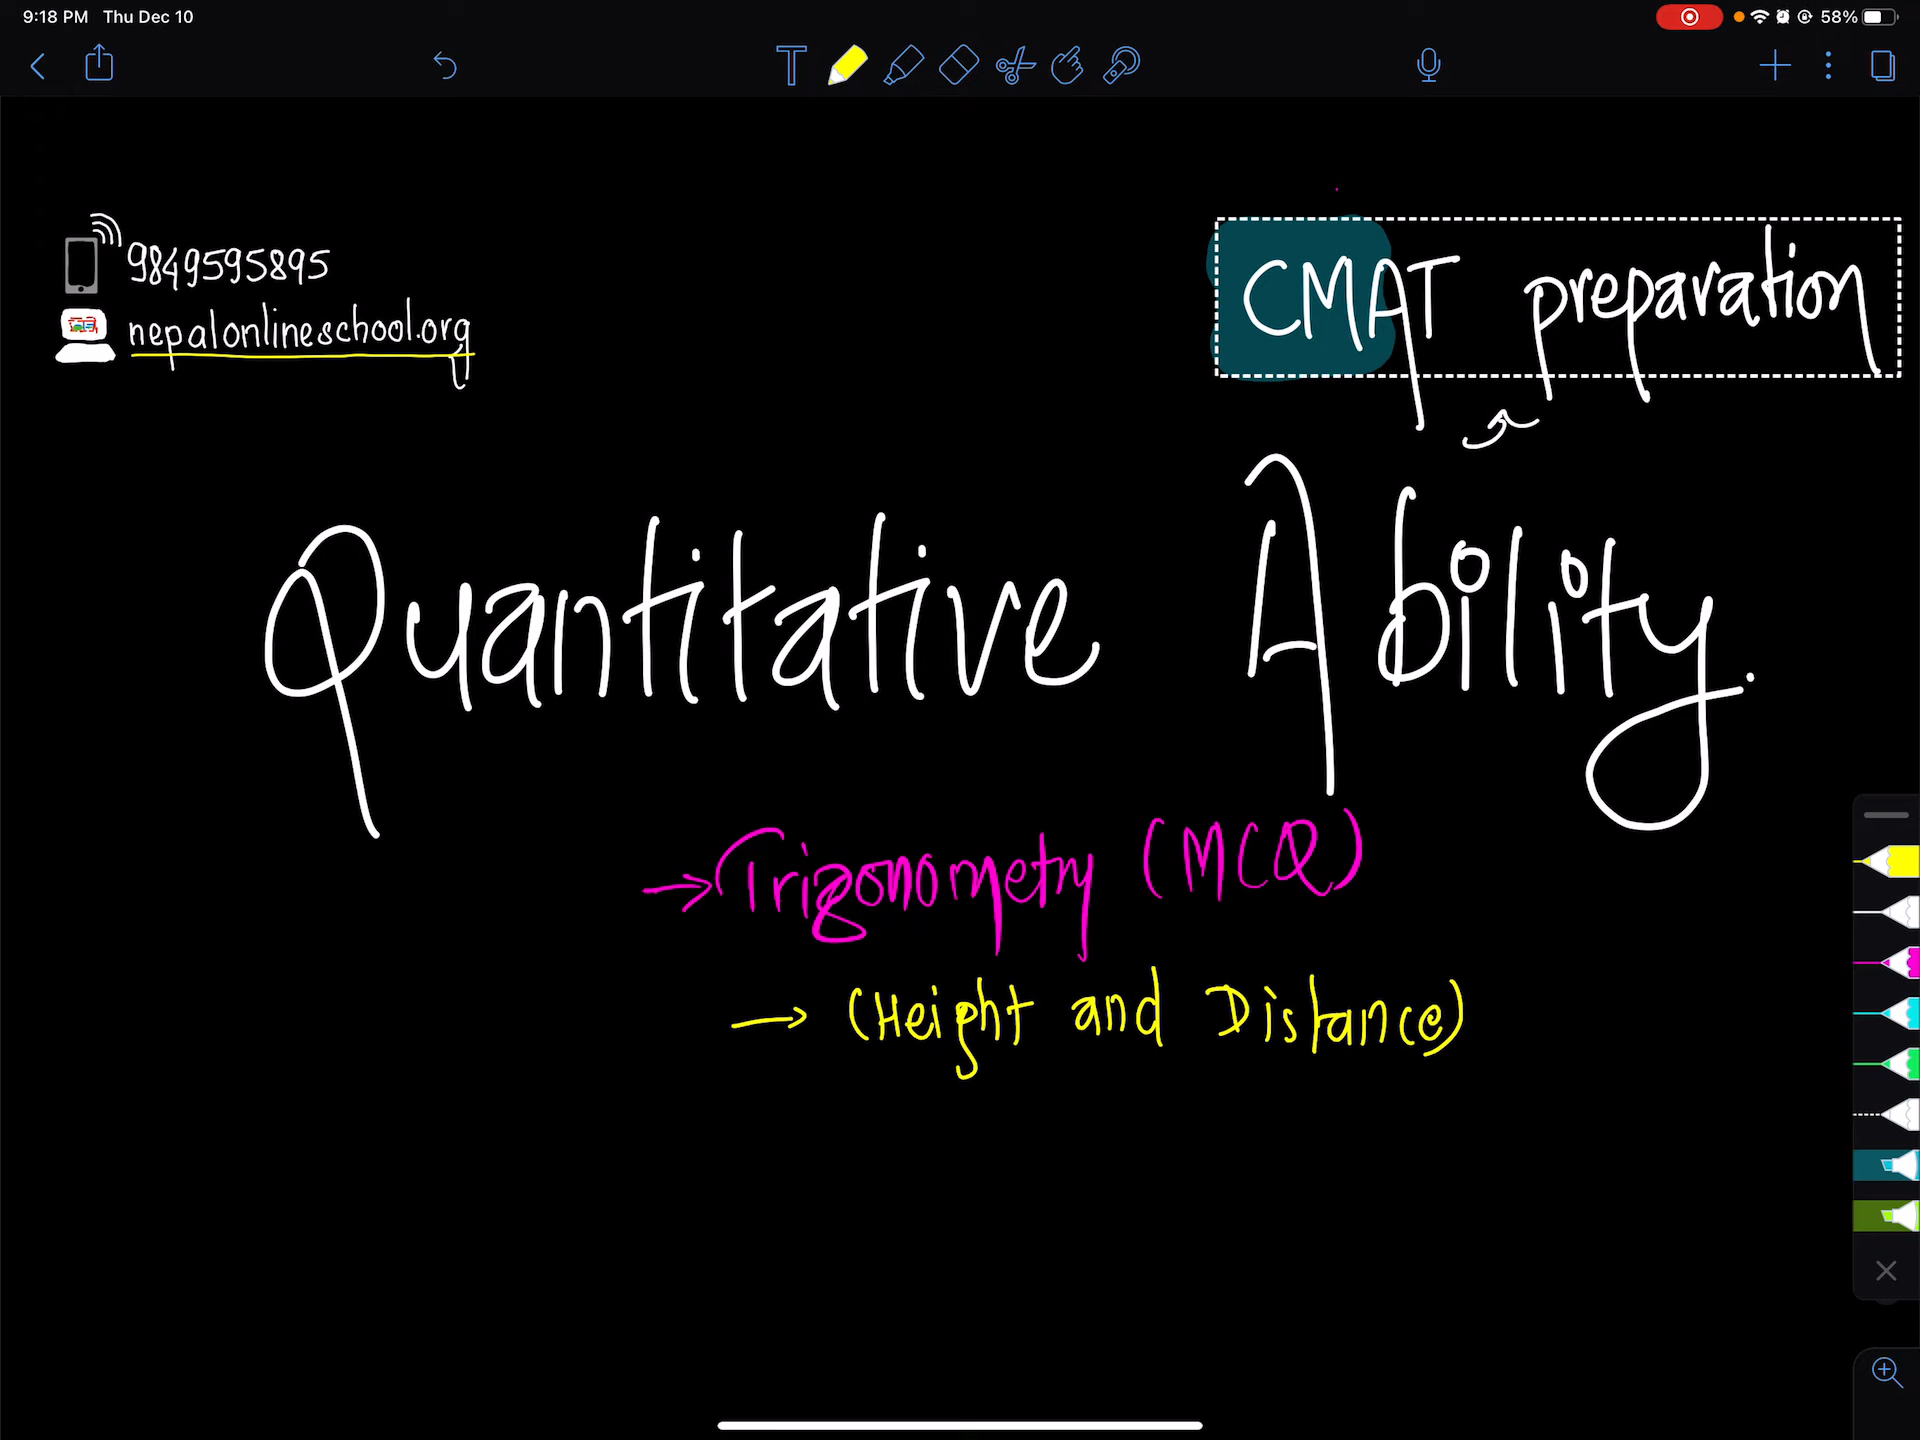 9:18 PM Thu Dec 10
58%
9849595895
nepalonlineschool.org
CMAT preparation
Quantitative Ability.
→ Trigonometry (MCQ)
→ (Height and Distance)